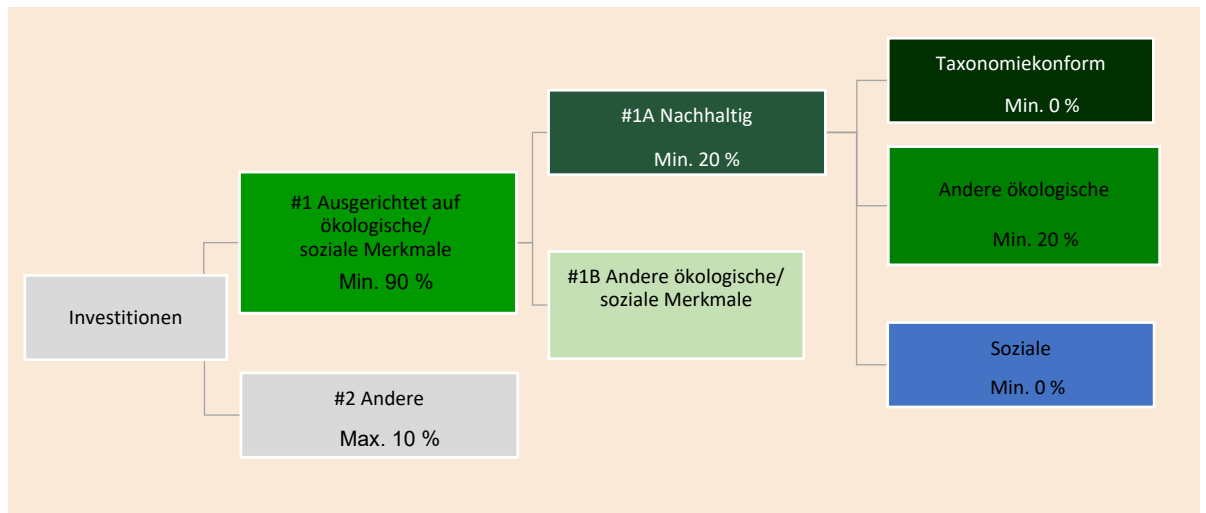 Investitionen
#1 Ausgerichtet auf
ökologische/
soziale Merkmale
Min. 90 %
#2 Andere
Max. 10 %
#1A Nachhaltig
Min. 20 %
#1B Andere ökologische/
soziale Merkmale
Taxonomiekonform
Min. 0 %
Andere ökologische
Min. 20 %
Soziale
Min. 0 %